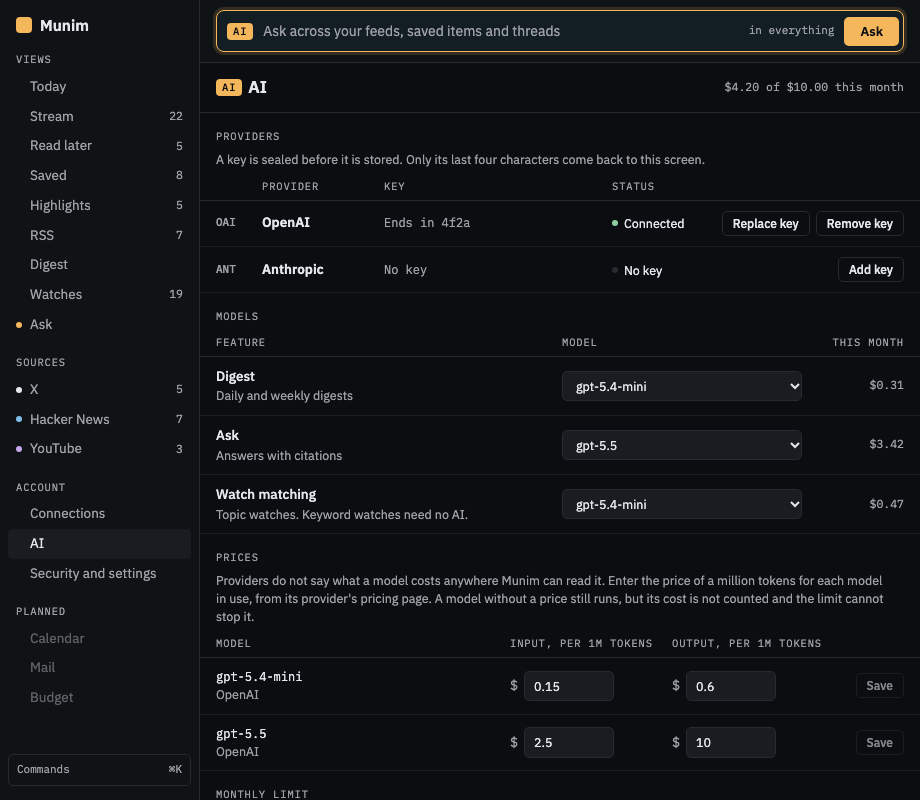 Munim
VIEWS
Today
Stream 22
Read later 5
Saved 8
Highlights 5
RSS 7
Digest
Watches 19
Ask
SOURCES
X 5
Hacker News 7
YouTube 3
ACCOUNT
Connections
AI
Security and settings
PLANNED
Calendar
Mail
Budget
Commands ⌘K
AI Ask across your feeds, saved items and threads in everything Ask
AI AI $4.20 of $10.00 this month
PROVIDERS
A key is sealed before it is stored. Only its last four characters come back to this screen.
PROVIDER KEY STATUS
OAI OpenAI Ends in 4f2a Connected Replace key Remove key
ANT Anthropic No key No key Add key
MODELS
FEATURE MODEL THIS MONTH
Digest
Daily and weekly digests
gpt-5.4-mini $0.31
Ask
Answers with citations
gpt-5.5 $3.42
Watch matching
Topic watches. Keyword watches need no AI.
gpt-5.4-mini $0.47
PRICES
Providers do not say what a model costs anywhere Munim can read it. Enter the price of a million tokens for each model
in use, from its provider's pricing page. A model without a price still runs, but its cost is not counted and the limit cannot
stop it.
MODEL INPUT, PER 1M TOKENS OUTPUT, PER 1M TOKENS
gpt-5.4-mini
OpenAI
$ 0.15 $ 0.6 Save
gpt-5.5
OpenAI
$ 2.5 $ 10 Save
MONTHLY LIMIT